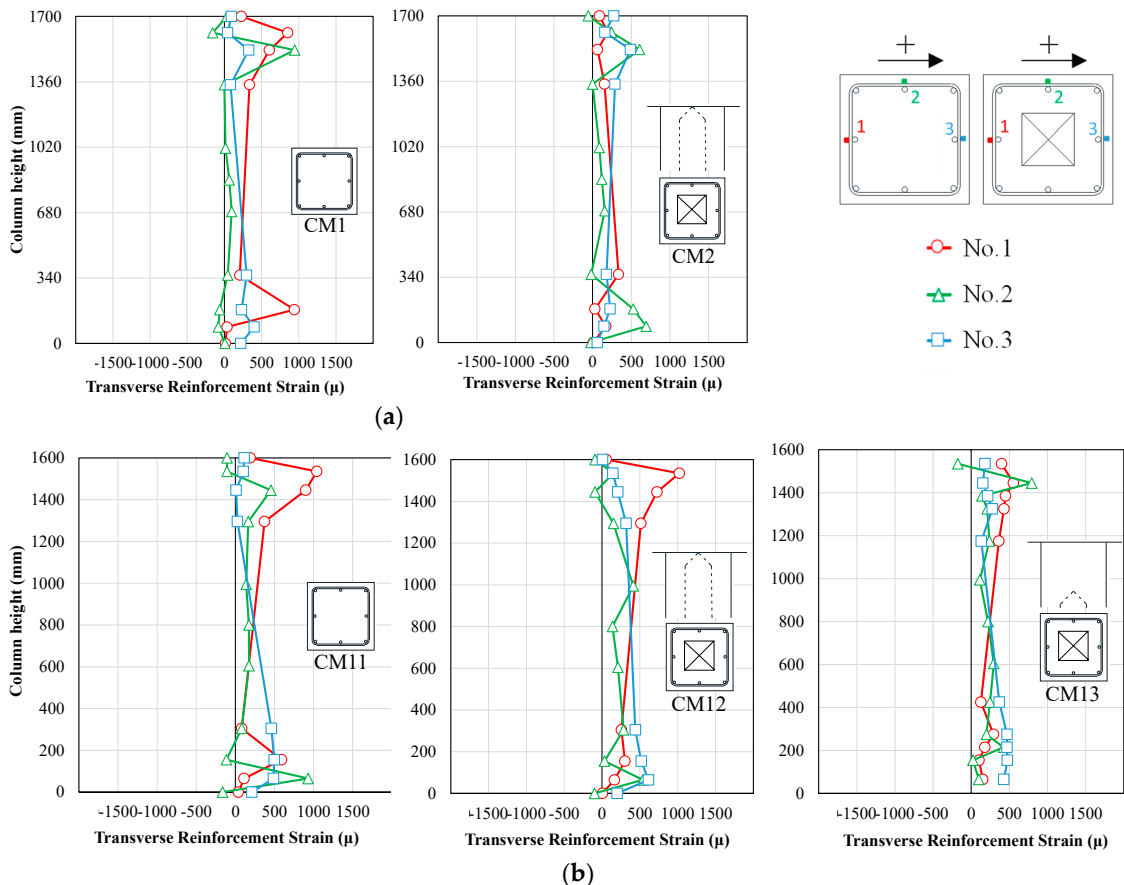 1700
1360
1020
680
340
0
Column height (mm)
CM1
-1500 -1000 -500 0 500 1000 1500
Transverse Reinforcement Strain (μ)
1700
1360
1020
680
340
0
CM2
-1500 -1000 -500 0 500 1000 1500
Transverse Reinforcement Strain (μ)
+ +
2 2
1 3 1 3
No.1
No.2
No.3
(a)
1600
1400
1200
1000
800
600
400
200
0
Column height (mm)
CM11
-1500 -1000 -500 0 500 1000 1500
Transverse Reinforcement Strain (μ)
1600
1400
1200
1000
800
600
400
200
0
CM12
-1500 -1000 -500 0 500 1000 1500
Transverse Reinforcement Strain (μ)
1600
1400
1200
1000
800
600
400
200
0
CM13
-1500 -1000 -500 0 500 1000 1500
Transverse Reinforcement Strain (μ)
(b)